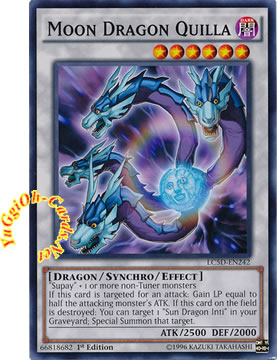 MOON DRAGON QUILLA
DARK
闇
YuGgiOh-Cards.Net
LC5D-EN242
[DRAGON / SYNCHRO / EFFECT]
"Supay" + 1 or more non-Tuner monsters
If this card is targeted for an attack: Gain LP equal to
half the attacking monster's ATK. If this card on the field
is destroyed: You can target 1 "Sun Dragon Inti" in
your Graveyard; Special Summon that target.
ATK/2500 DEF/2000
66818682 1st Edition ©1996 KAZUKI TAKAHASHI